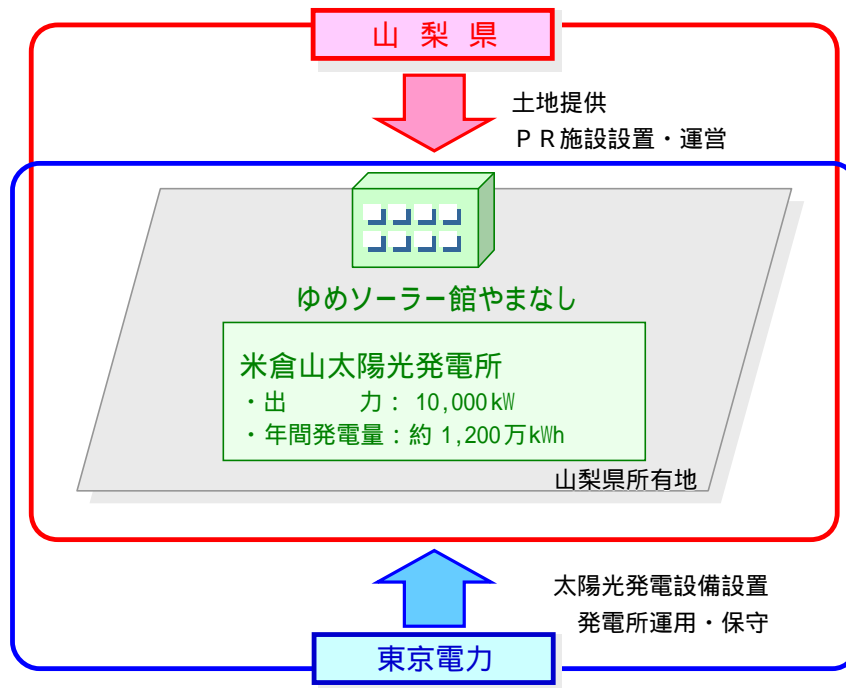 山 梨 県
土地提供
ＰＲ施設設置・運営
ゆめソーラー館やまなし
米倉山太陽光発電所
・出　　　力：10,000kW
・年間発電量：約 1,200万kWh
山梨県所有地
太陽光発電設備設置
発電所運用・保守
東京電力